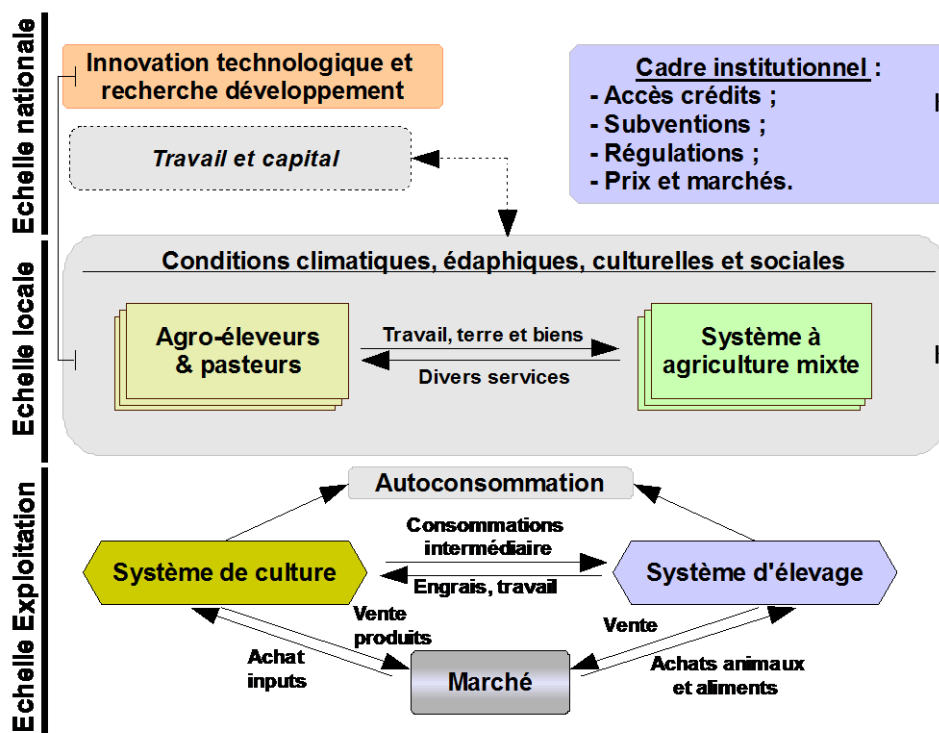 Echelle nationale
Innovation technologique et
recherche développement
Cadre institutionnel :
- Accès crédits ;
- Subventions ;
- Régulations ;
- Prix et marchés.
Travail et capital
Echelle locale
Conditions climatiques, édaphiques, culturelles et sociales
Agro-éleveurs
& pasteurs
Travail, terre et biens
Divers services
Système à
agriculture mixte
Echelle Exploitation
Autoconsommation
Consommations
intermédiaire
Système de culture
Système d'élevage
Engrais, travail
Vente
produits
Vente
Achat
inputs
Marché
Achats animaux
et aliments